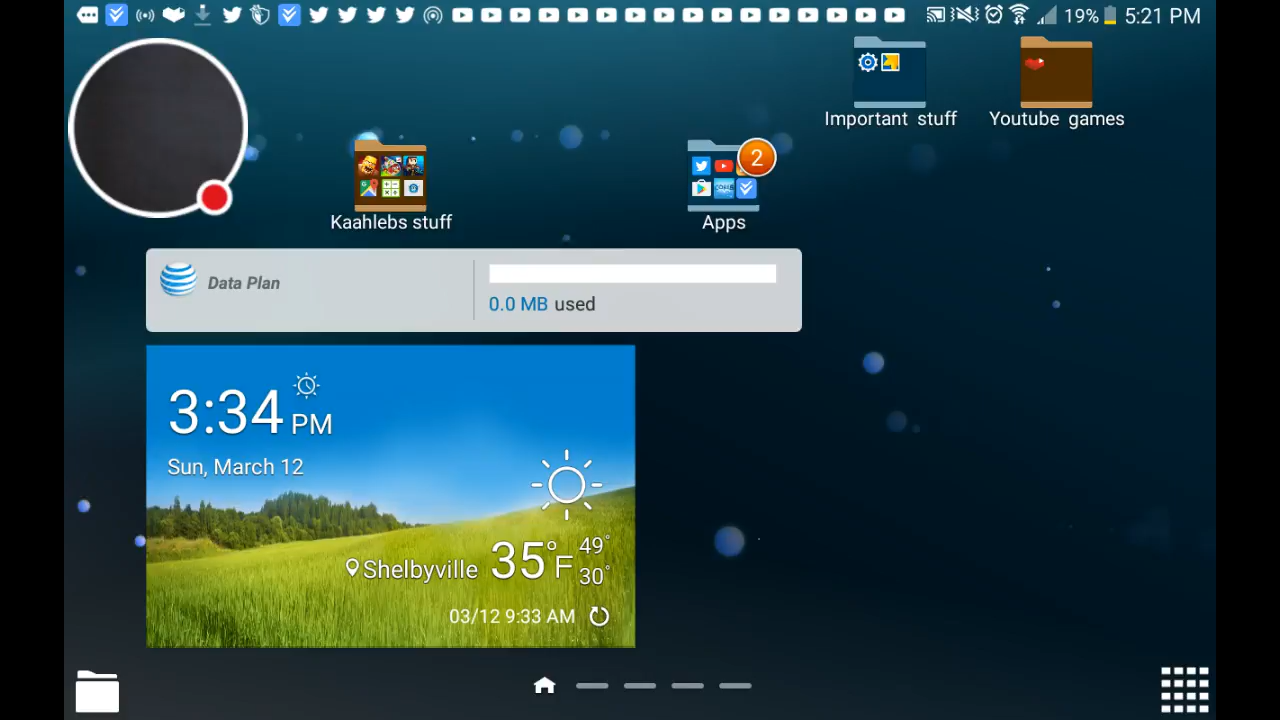 19% 5:21 PM
Important stuff
Youtube games
2
Kaahlebs stuff
Apps
Data Plan
0.0 MB used
3:34 PM
Sun, March 12
Shelbyville 35°F 49° 30°
03/12 9:33 AM